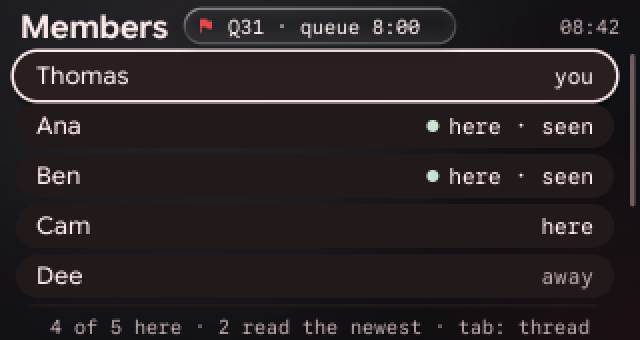 Members Q31 · queue 8:00 08:42
Thomas you
Ana here · seen
Ben here · seen
Cam here
Dee away
4 of 5 here · 2 read the newest · tab: thread